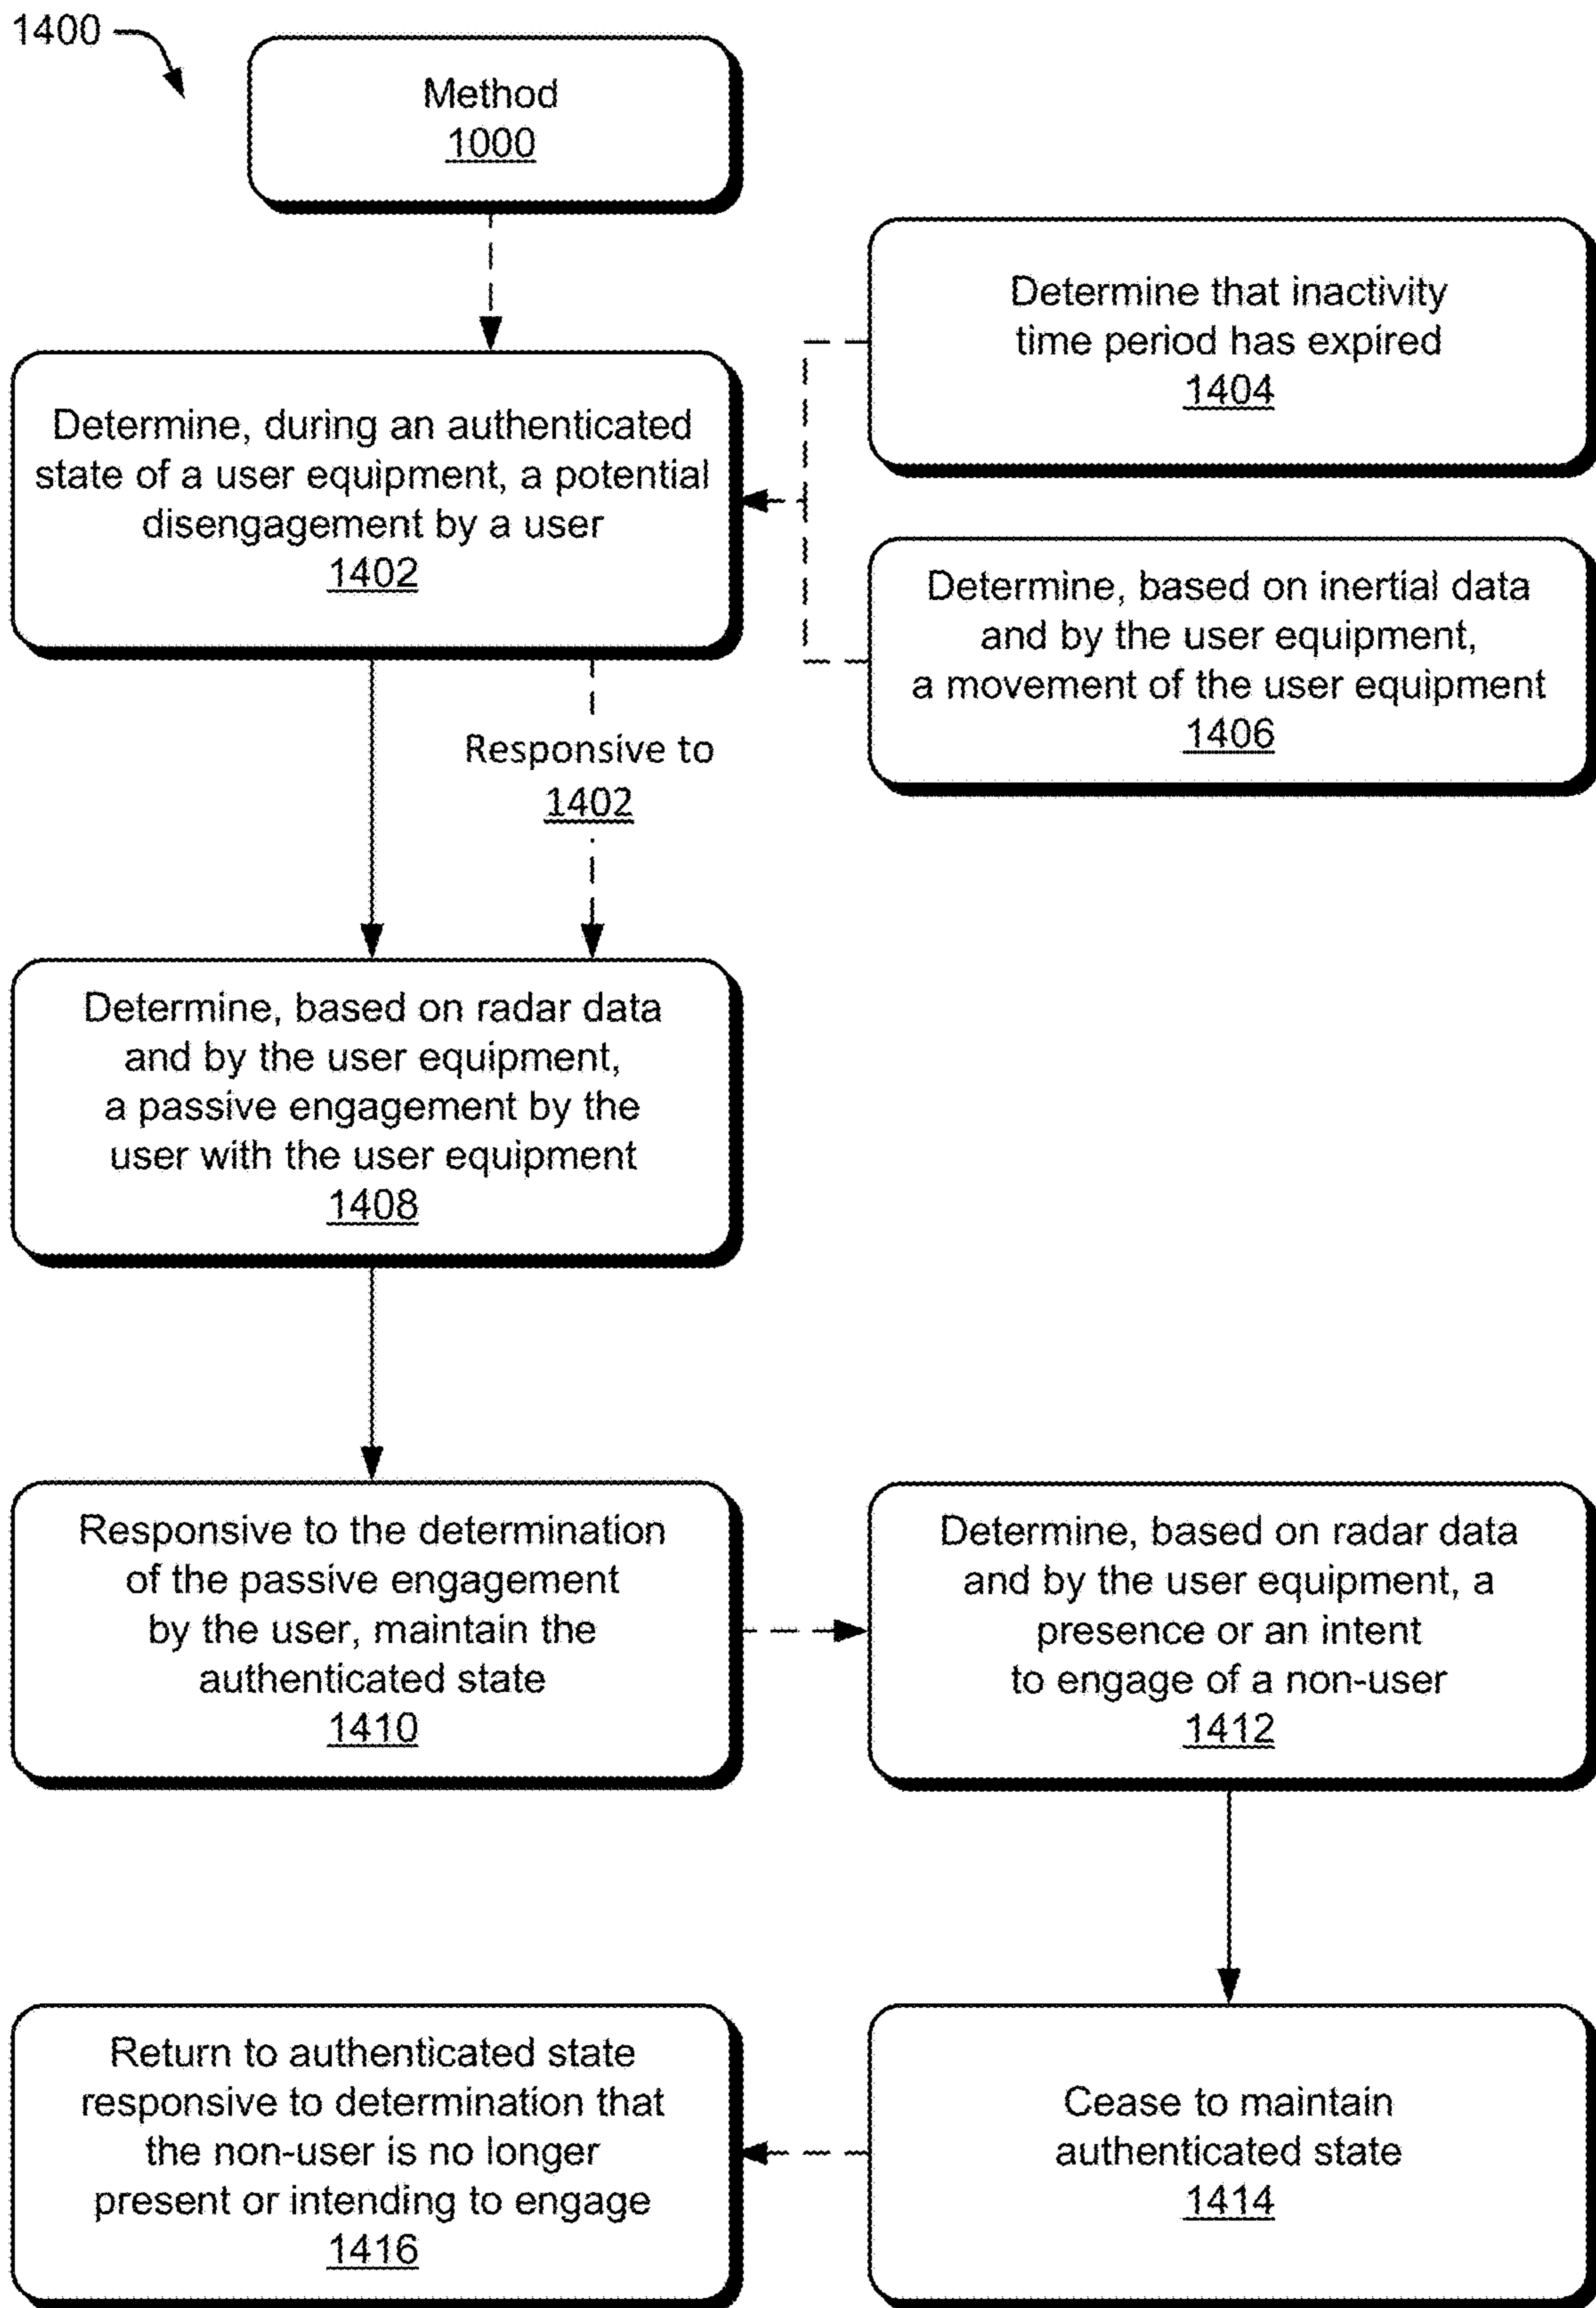 1400
Method
1000
Determine that inactivity
time period has expired
1404
Determine, during an authenticated
state of a user equipment, a potential
disengagement by a user
1402
Determine, based on inertial data
and by the user equipment,
a movement of the user equipment
1406
Responsive to
1402
Determine, based on radar data
and by the user equipment,
a passive engagement by the
user with the user equipment
1408
Responsive to the determination
of the passive engagement
by the user, maintain the
authenticated state
1410
Determine, based on radar data
and by the user equipment, a
presence or an intent
to engage of a non-user
1412
Cease to maintain
authenticated state
1414
Return to authenticated state
responsive to determination that
the non-user is no longer
present or intending to engage
1416